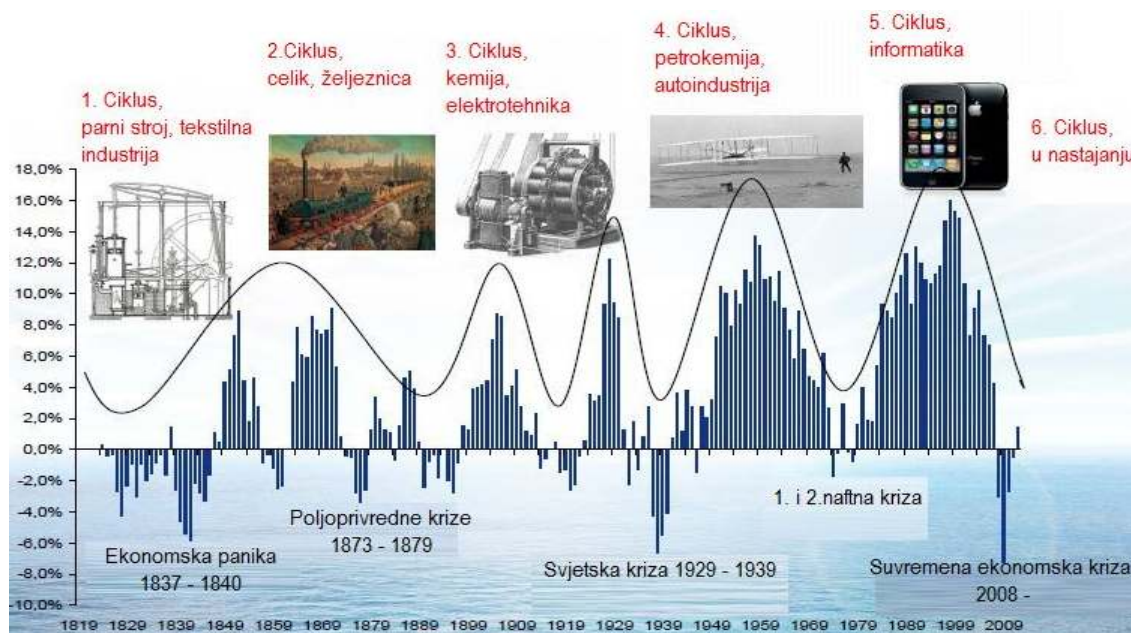 1. Ciklus,
parni stroj, tekstilna
industrija
2.Ciklus,
celik, željeznica
3. Ciklus,
kemija,
elektrotehnika
4. Ciklus,
petrokemija,
autoindustrija
5. Ciklus,
informatika
6. Ciklus,
u nastajanju
18,0%
16,0%
14,0%
12,0%
10,0%
8,0%
6,0%
4,0%
2,0%
0,0%
-2,0%
-4,0%
-6,0%
-8,0%
-10,0%
Ekonomska panika
1837 - 1840
Poljoprivredne krize
1873 - 1879
Svjetska kriza 1929 - 1939
1. i 2.naftna kriza
Suvremena ekonomska kriza
2008 -
1819 1829 1839 1849 1859 1869 1879 1889 1899 1909 1919 1929 1939 1949 1959 1969 1979 1989 1999 2009